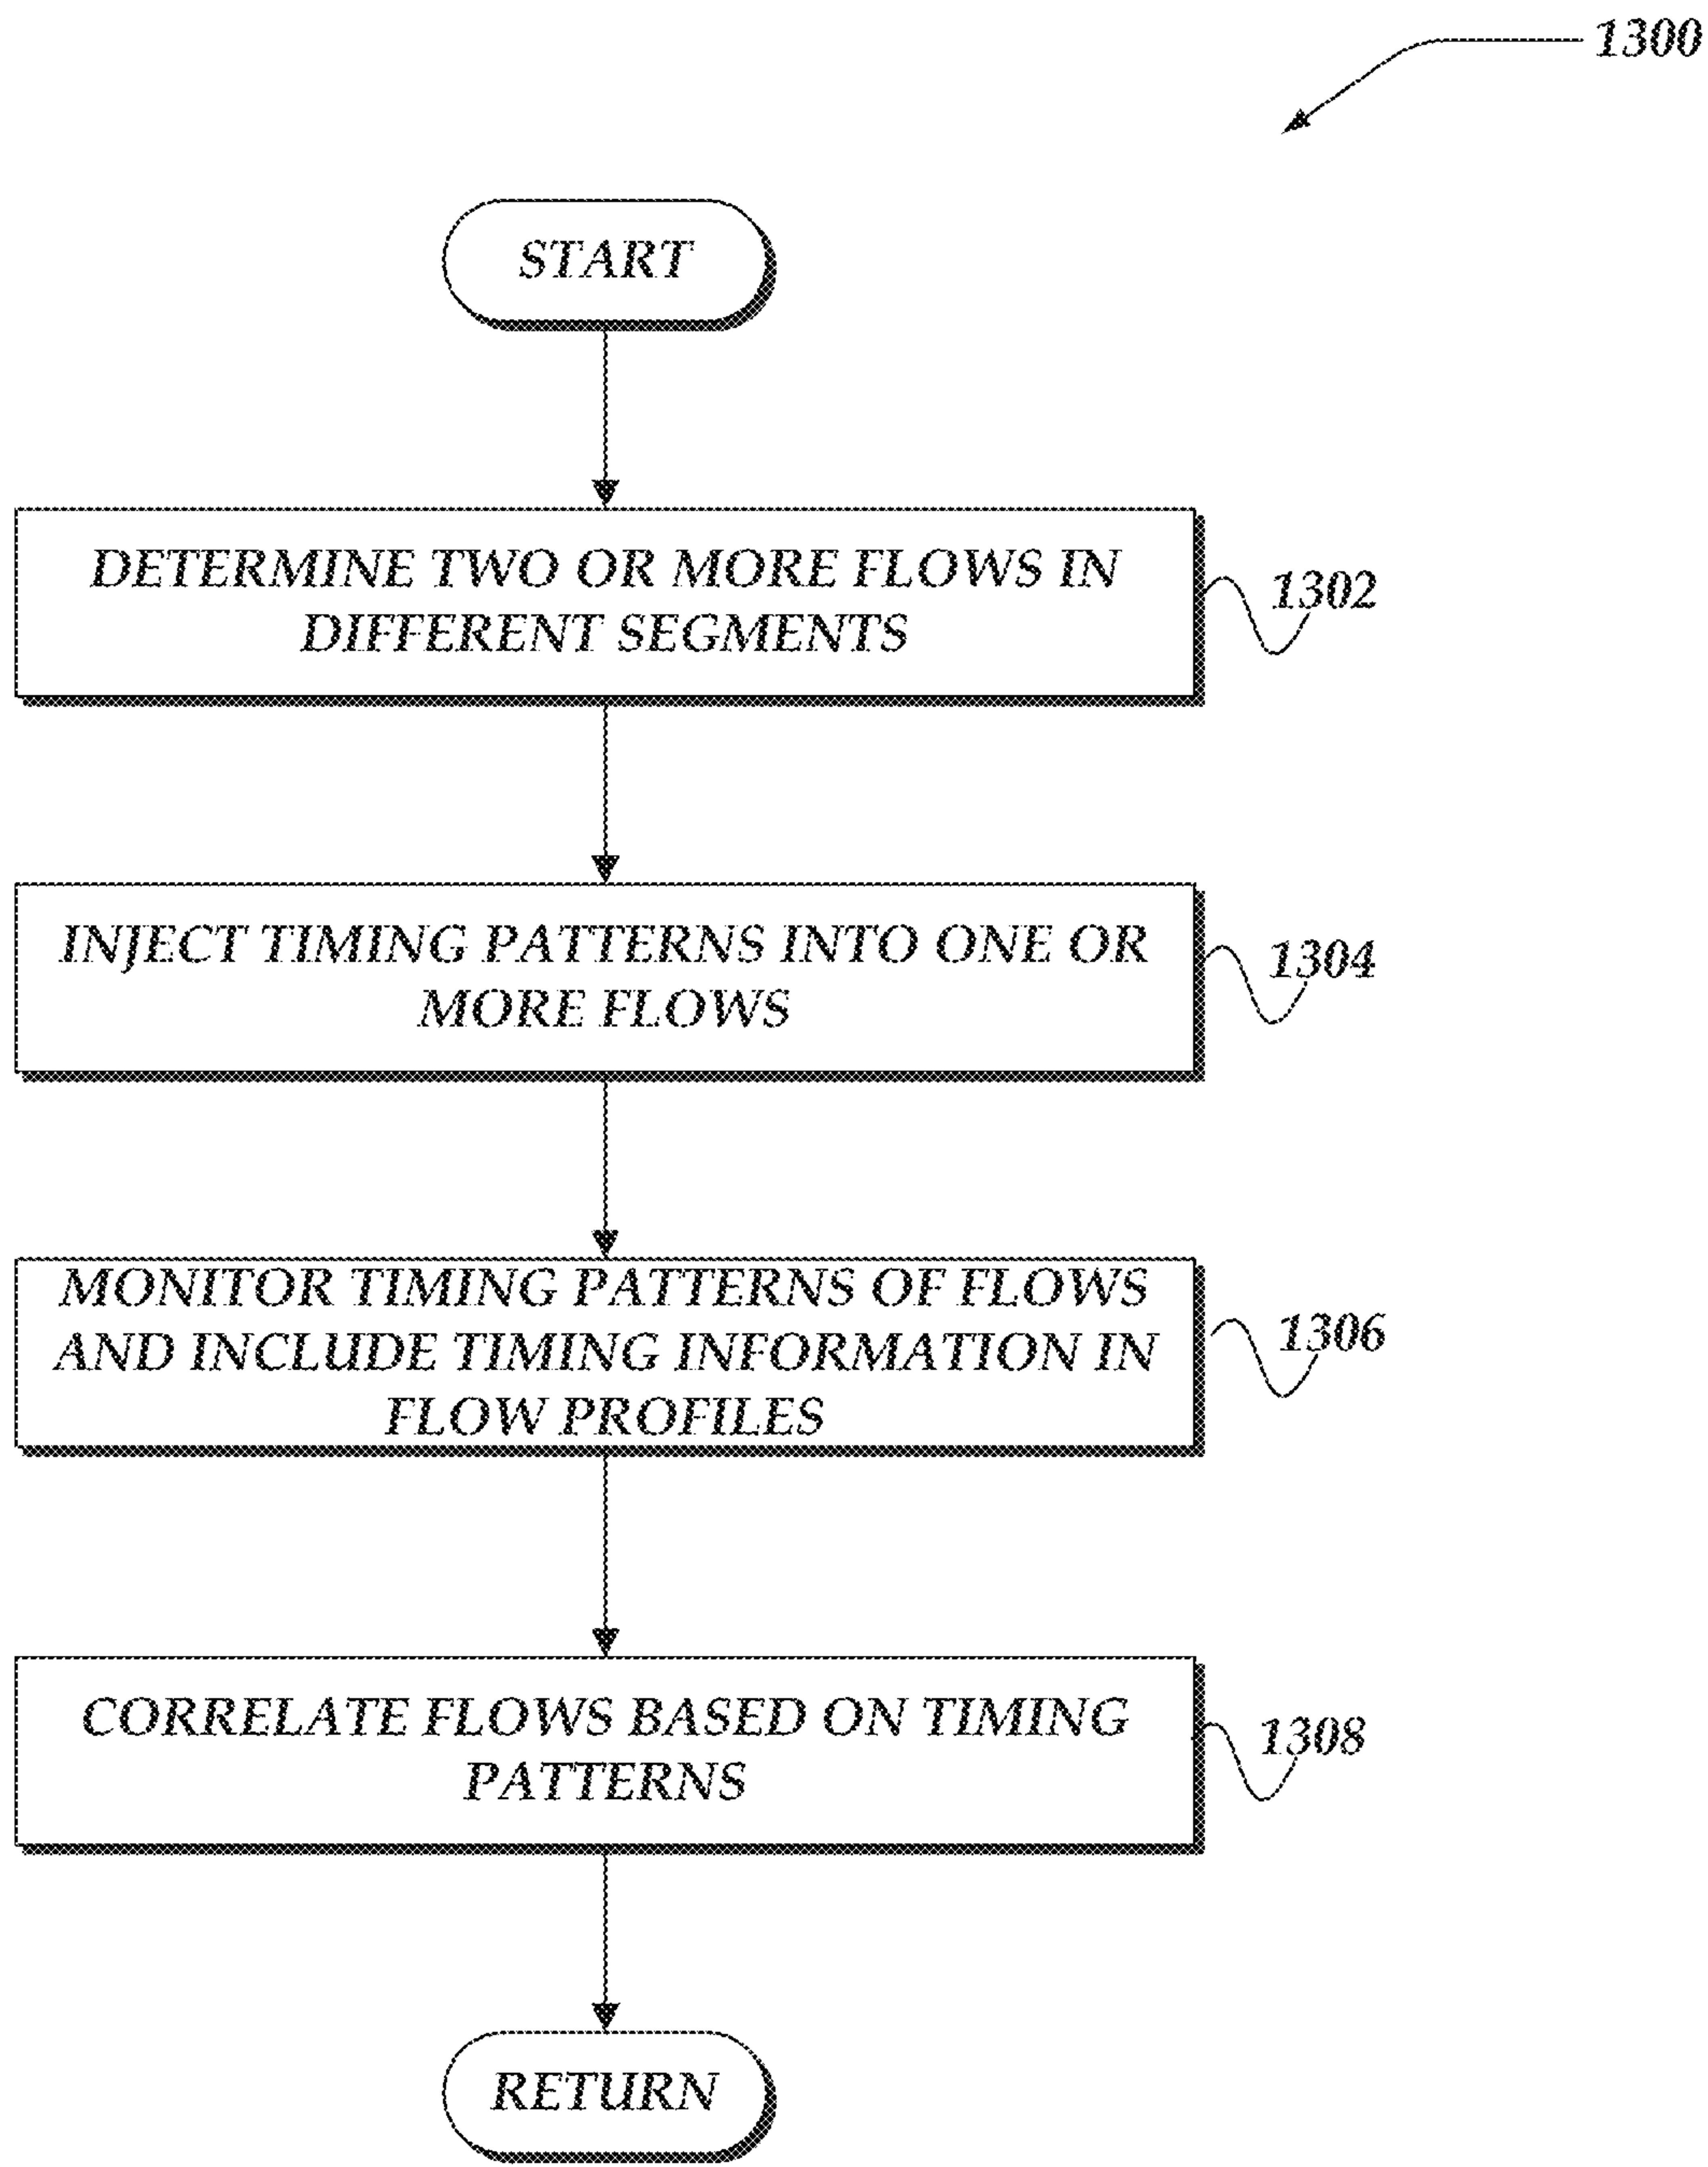 1300
START
DETERMINE TWO OR MORE FLOWS IN
DIFFERENT SEGMENTS
1302
INJECT TIMING PATTERNS INTO ONE OR
MORE FLOWS
1304
MONITOR TIMING PATTERNS OF FLOWS
AND INCLUDE TIMING INFORMATION IN
FLOW PROFILES
1306
CORRELATE FLOWS BASED ON TIMING
PATTERNS
1308
RETURN